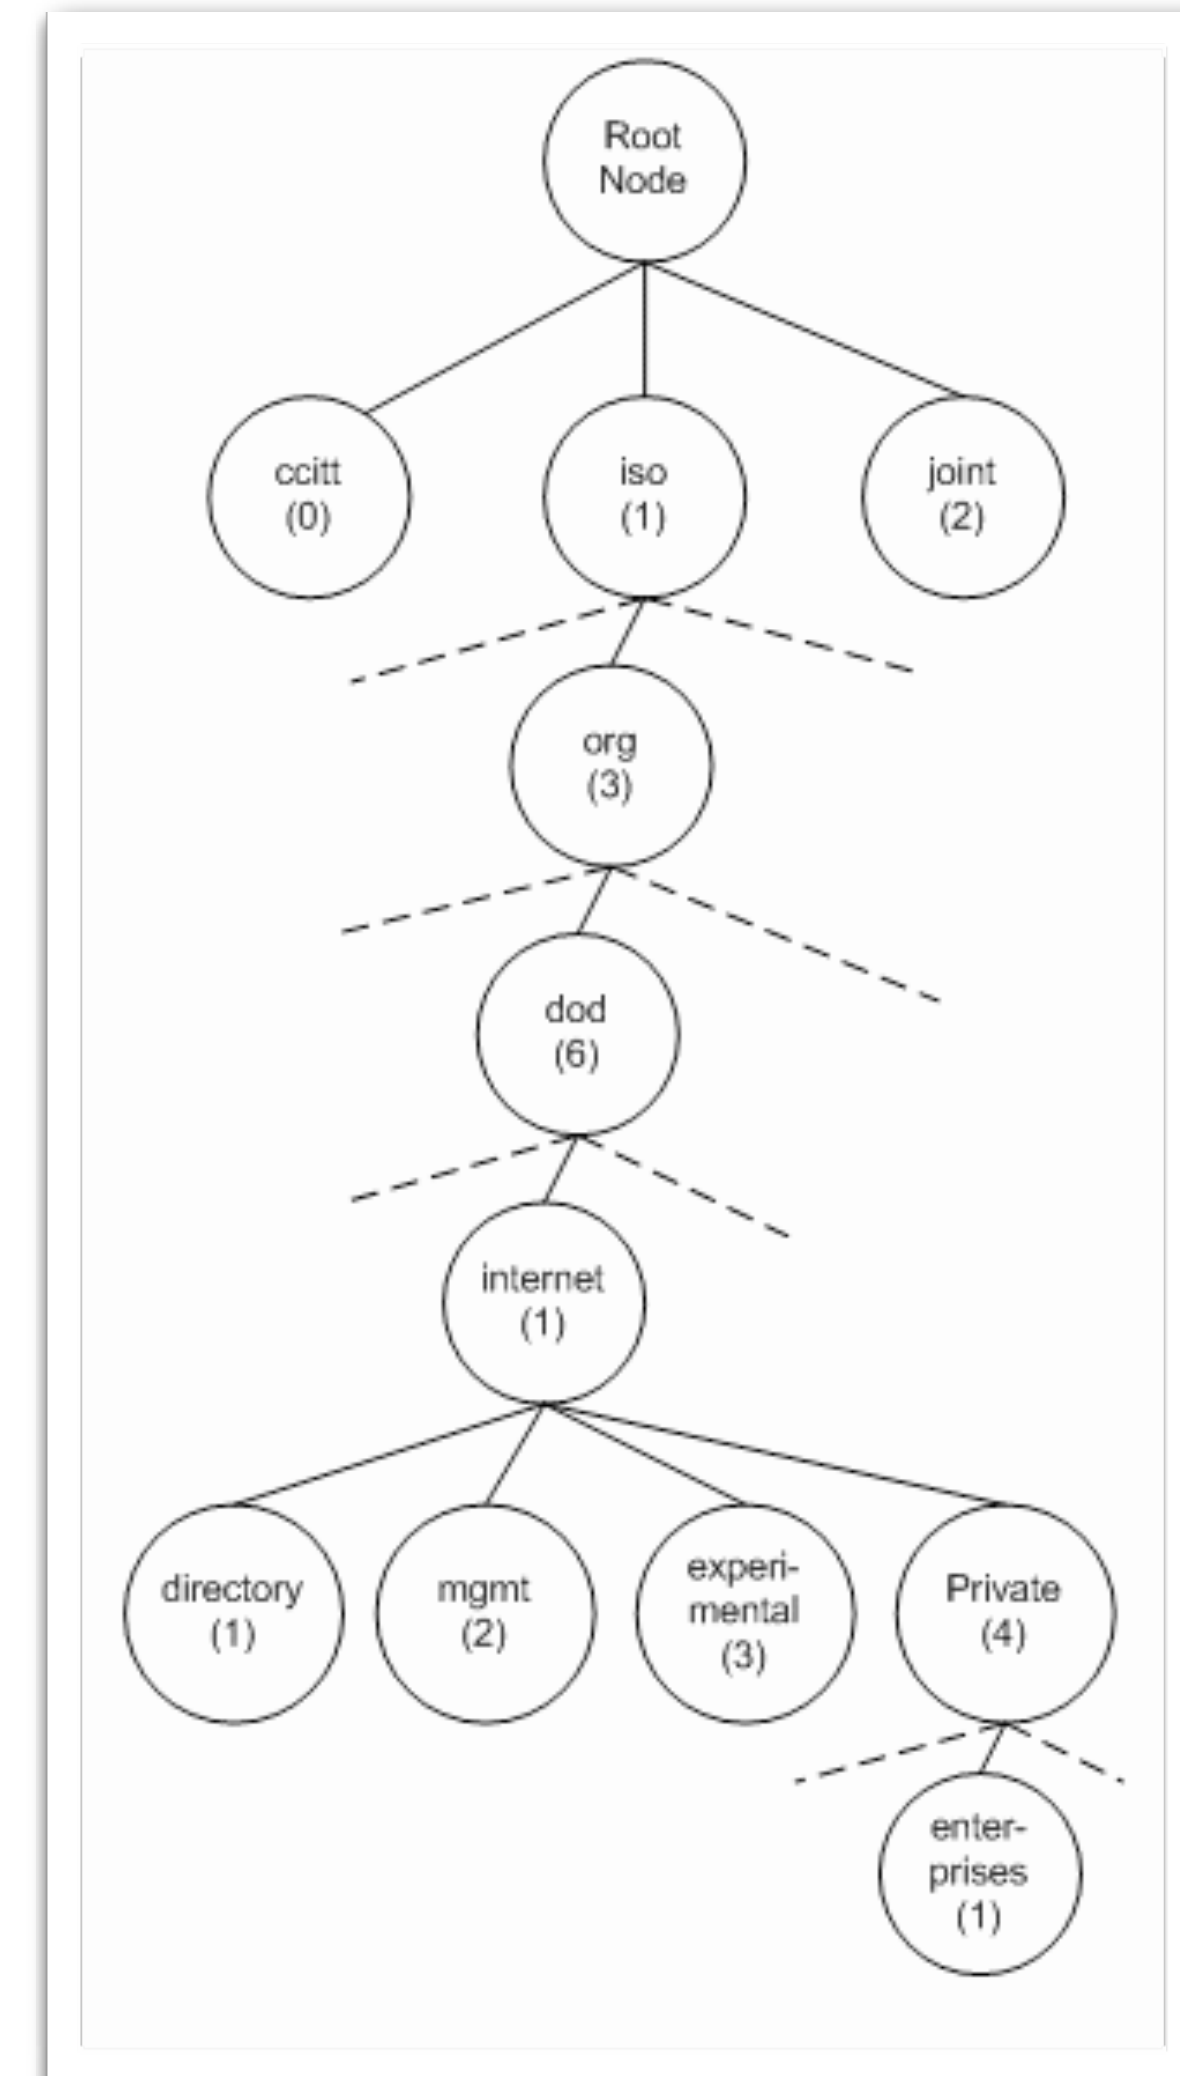 Root
Node
ccitt
(0)
iso
(1)
joint
(2)
org
(3)
dod
(6)
internet
(1)
directory
(1)
mgmt
(2)
experi-
mental
(3)
Private
(4)
enter-
prises
(1)